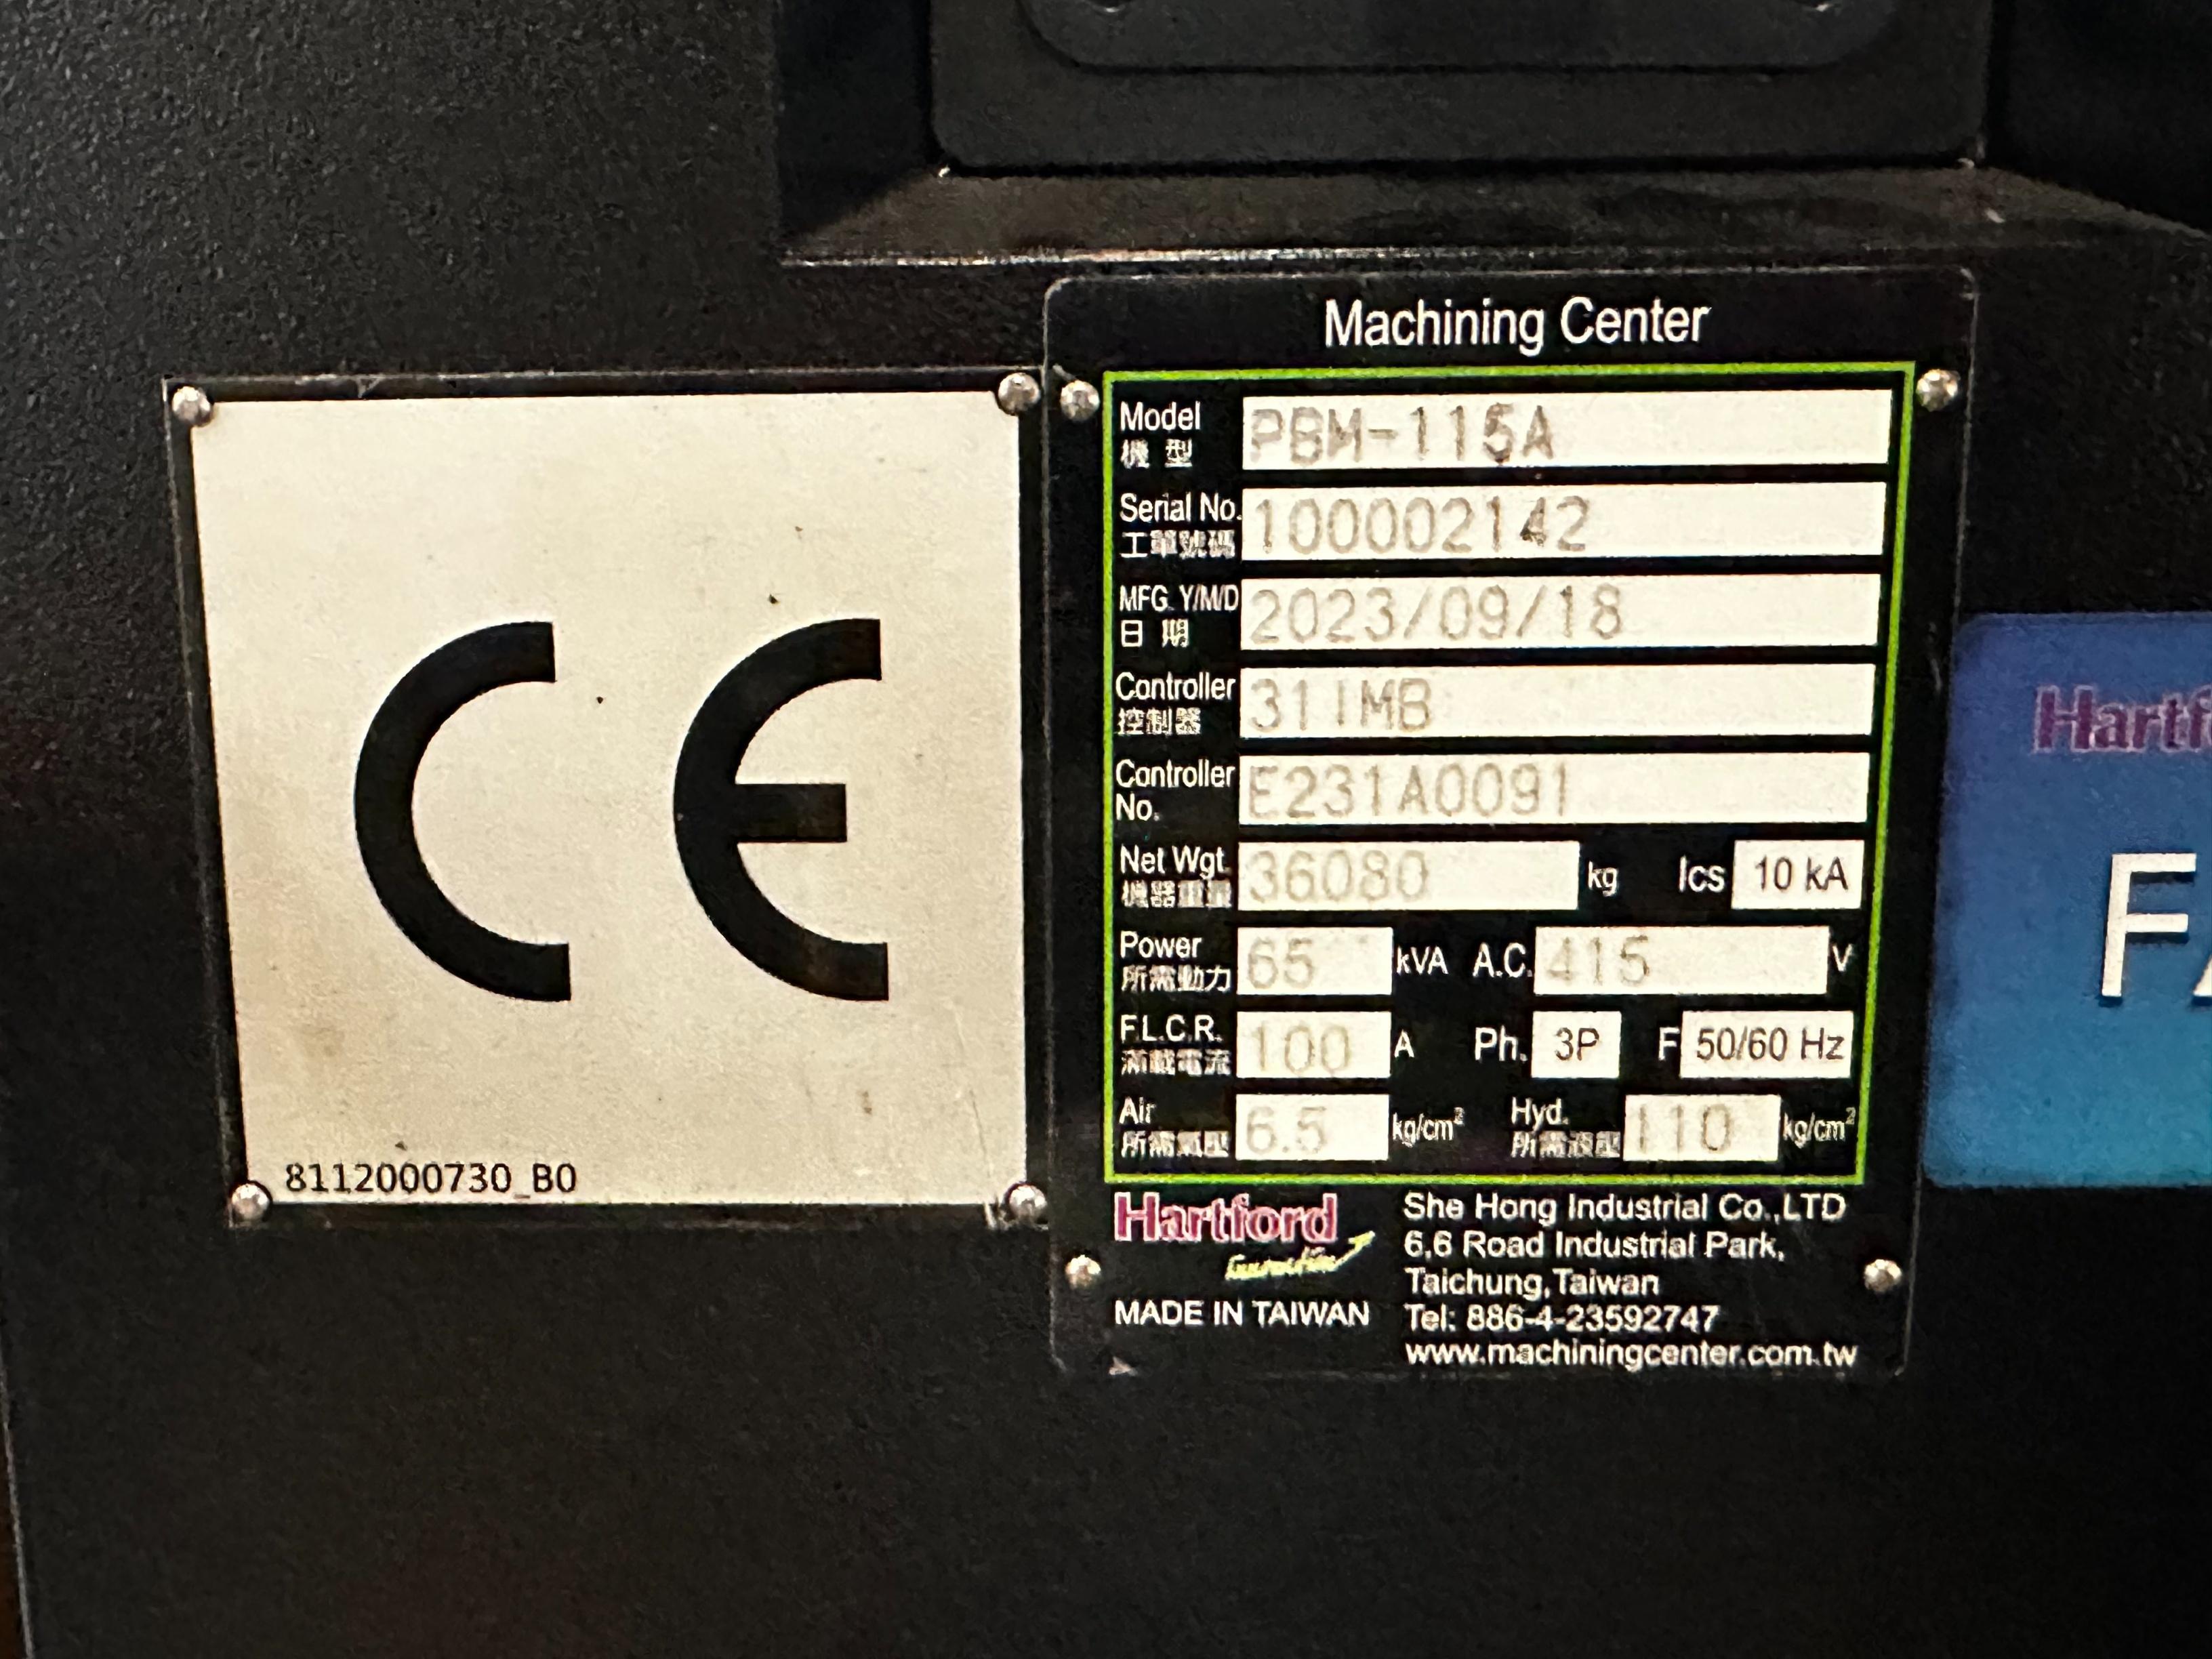 Machining Center
Model PBM-115A
機 型
Serial No. 100002142
工單號碼
MFG. Y/M/D 2023/09/18
日 期
Controller 31IMB
控制器
Controller No. E231A0091
Net Wgt. 36080 kg Ics 10 kA
機器重量
Power 65 kVA A.C. 415 V
所需動力
F.L.C.R. 100 A Ph. 3P F 50/60 Hz
滿載電流
Air 6.5 kg/cm² Hyd. 110 kg/cm²
所需氣壓 所需液壓
Hartford
Innovation
MADE IN TAIWAN
She Hong Industrial Co.,LTD
6,6 Road Industrial Park,
Taichung,Taiwan
Tel: 886-4-23592747
www.machiningcenter.com.tw
CE
8112000730_B0